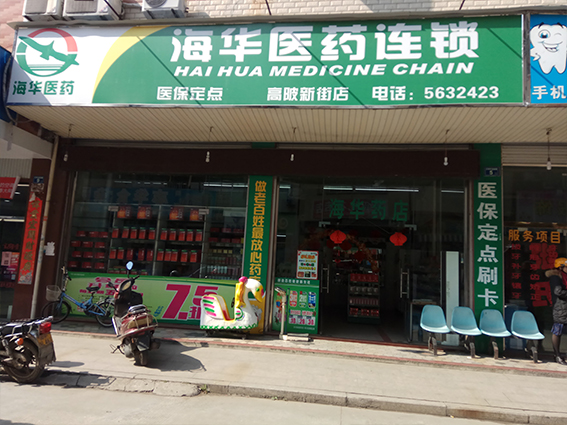 海华医药连锁
HAI HUA MEDICINE CHAIN
海华医药
医保定点 高陂新街店 电话：5632423
手机
海华药店
做老百姓最放心药
医保定点刷卡
服务项目
7.5折